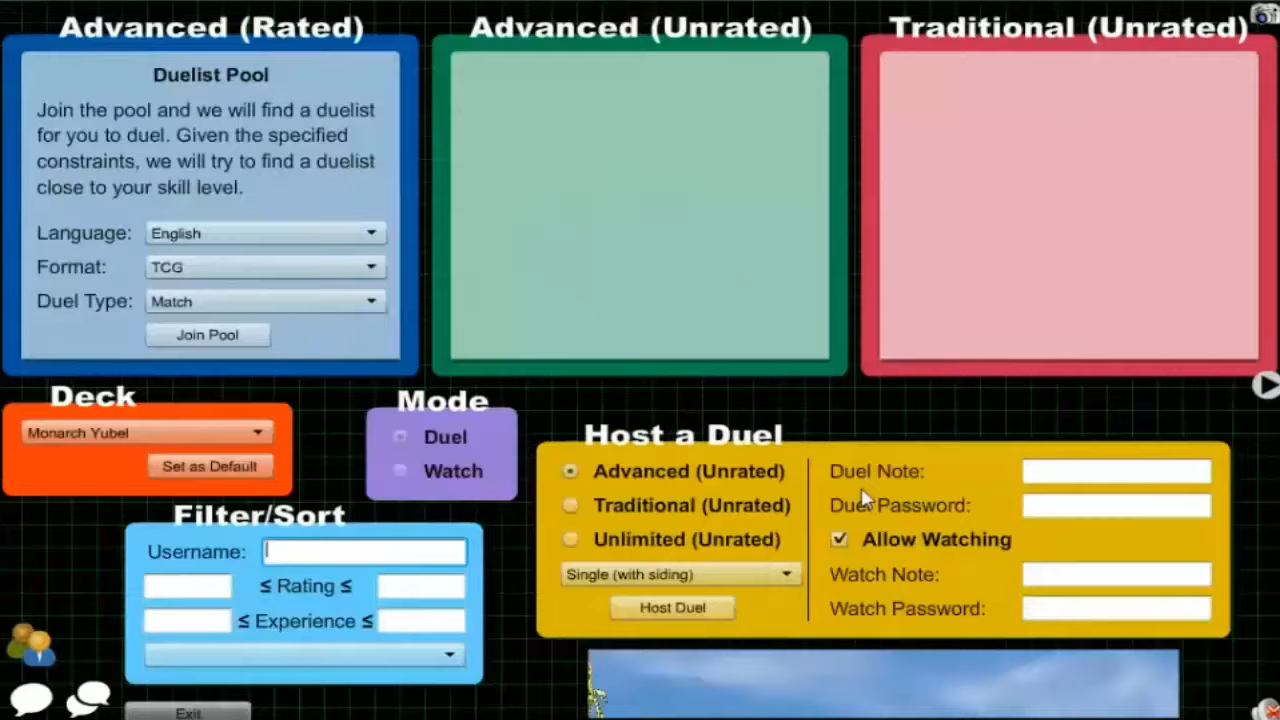 Advanced (Rated)
Duelist Pool
Join the pool and we will find a duelist
for you to duel. Given the specified
constraints, we will try to find a duelist
close to your skill level.
Language: English
Format: TCG
Duel Type: Match
Join Pool
Advanced (Unrated)
Traditional (Unrated)
Deck
Monarch Yubel
Set as Default
Mode
Duel
Watch
Filter/Sort
Username:
≤ Rating ≤
≤ Experience ≤
Exit
Host a Duel
Advanced (Unrated)
Traditional (Unrated)
Unlimited (Unrated)
Single (with siding)
Host Duel
Duel Note:
Duel Password:
Allow Watching
Watch Note:
Watch Password: